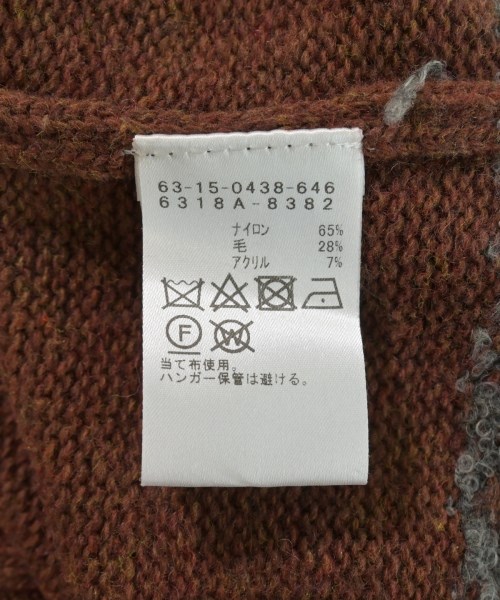 63-15-0438-646
6318A-8382
ナイロン 65%
毛 28%
アクリル 7%
F W
当て布使用。
ハンガー保管は避ける。